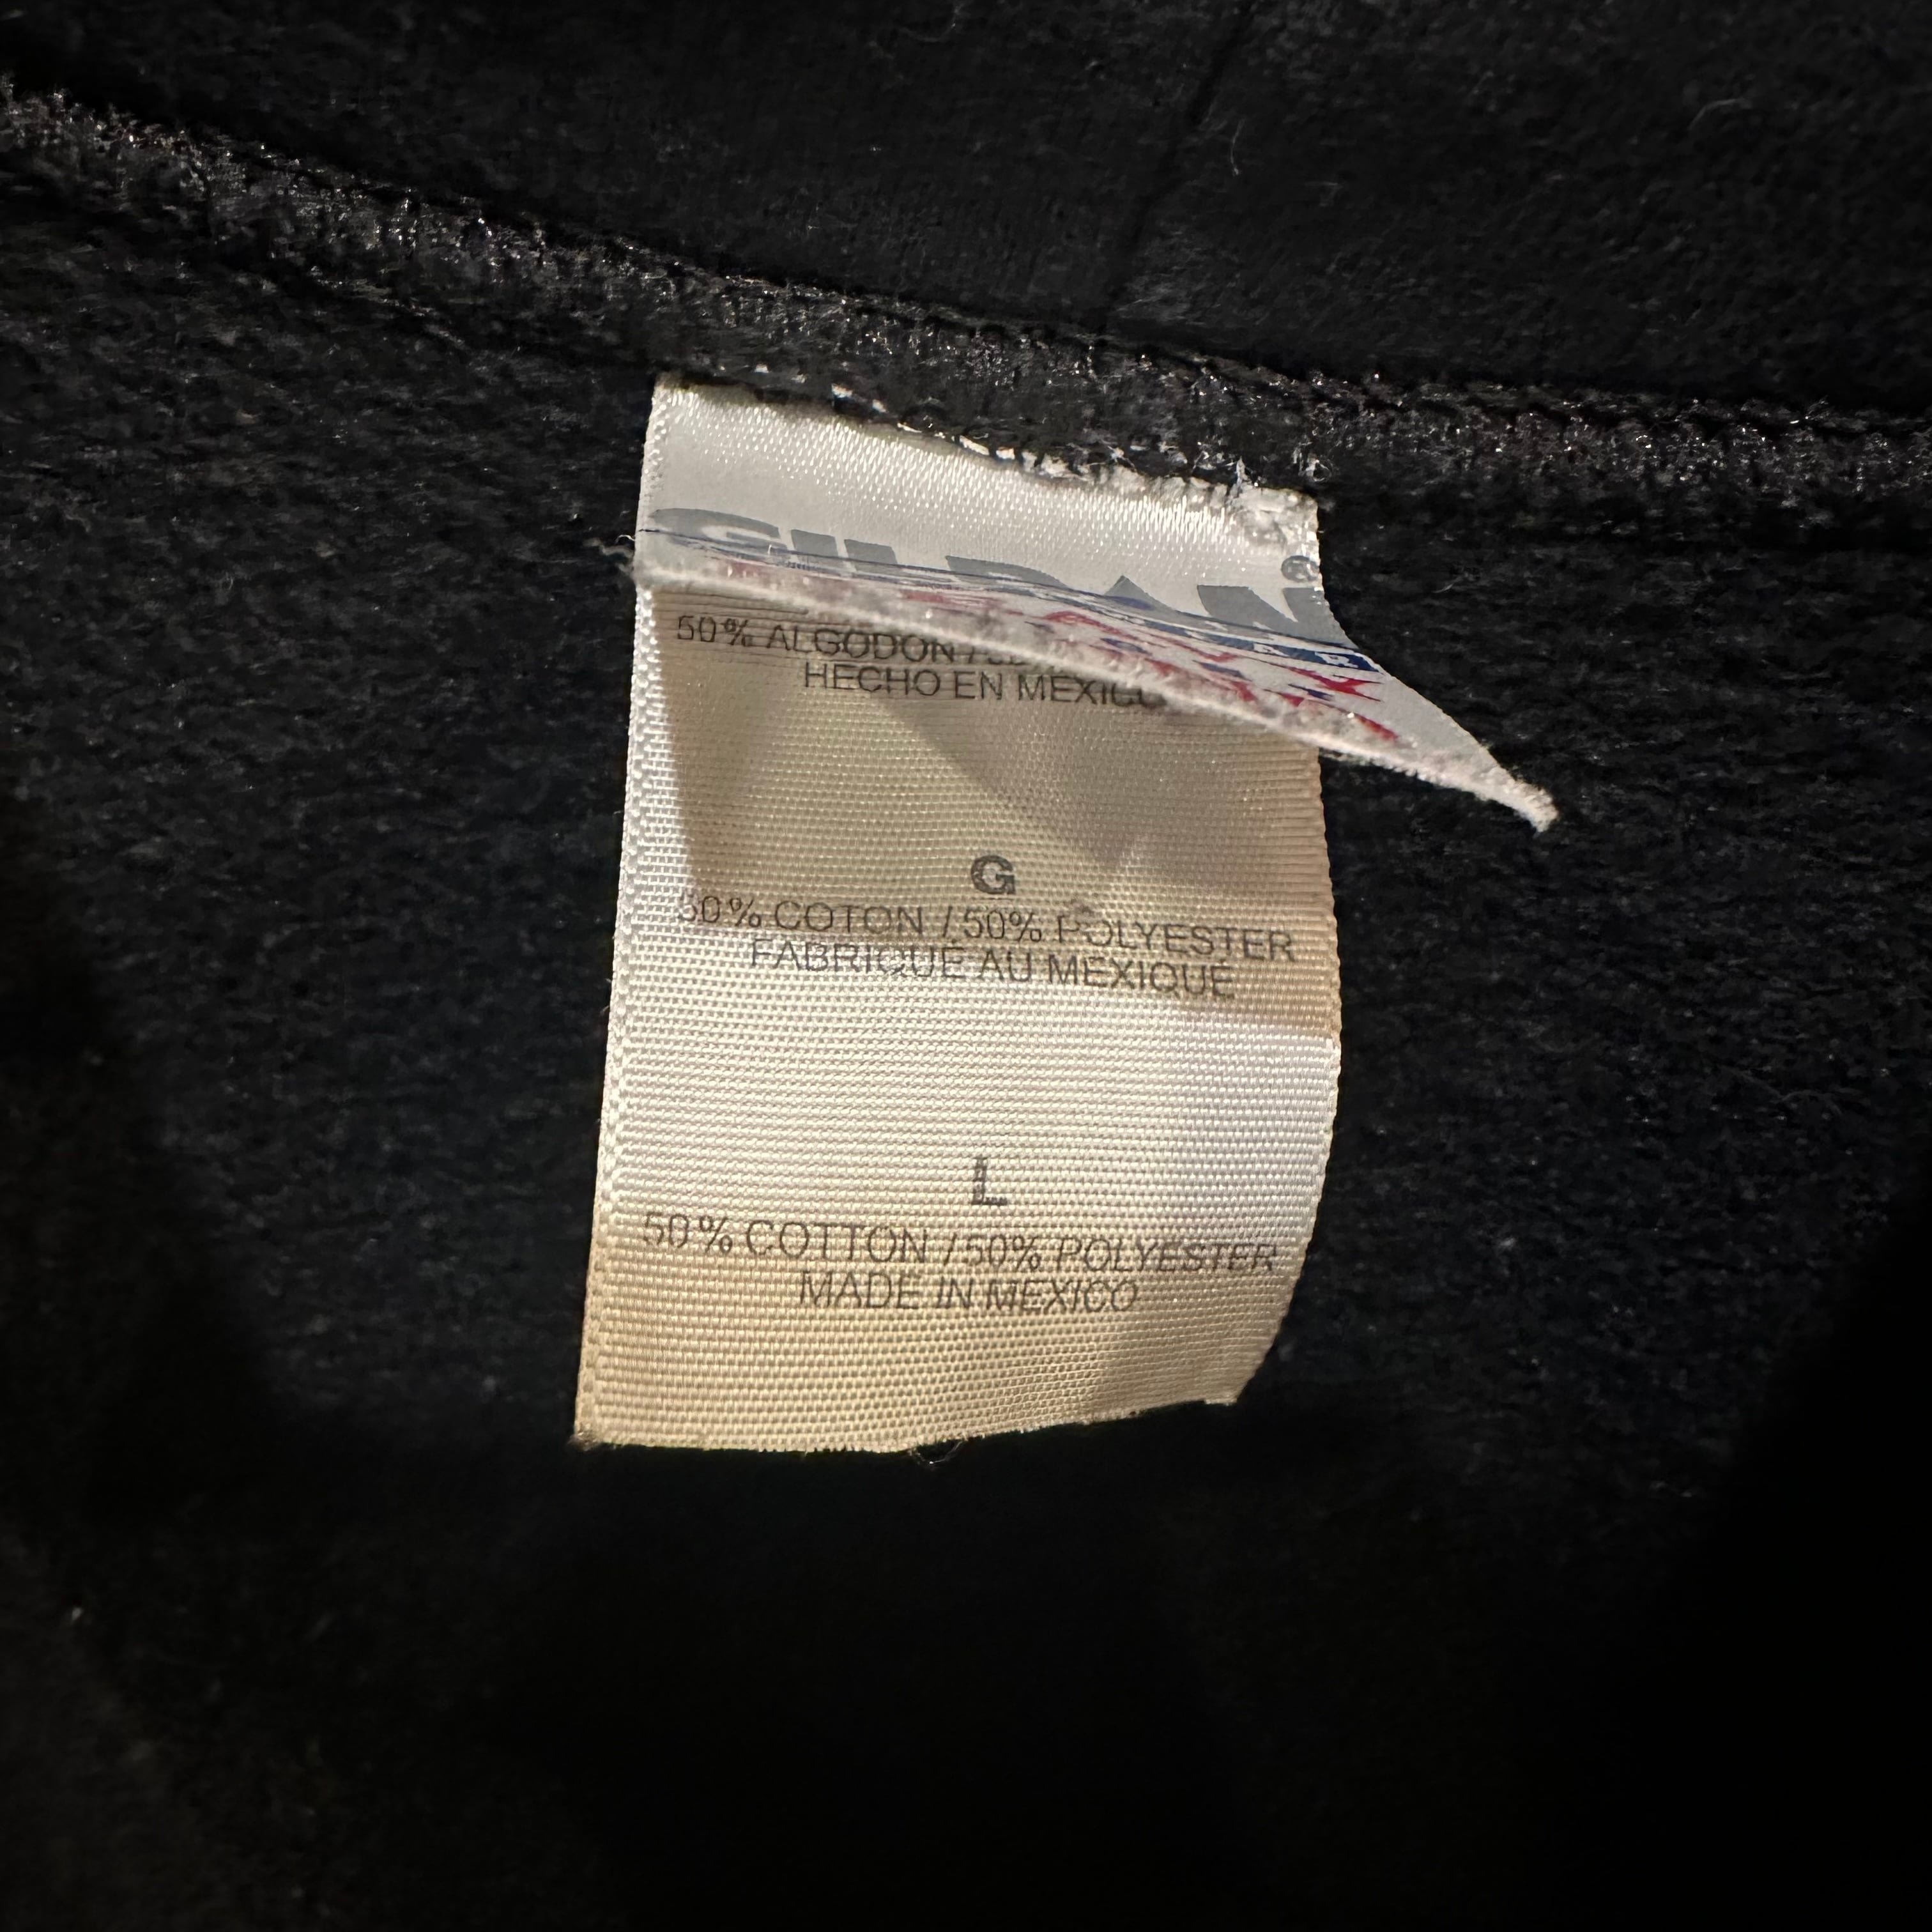 GILDAN®
50% ALGODON /
HECHO EN MEXICO
G
50% COTON / 50% POLYESTER
FABRIQUÉ AU MEXIQUE
L
50% COTTON / 50% POLYESTER
MADE IN MEXICO